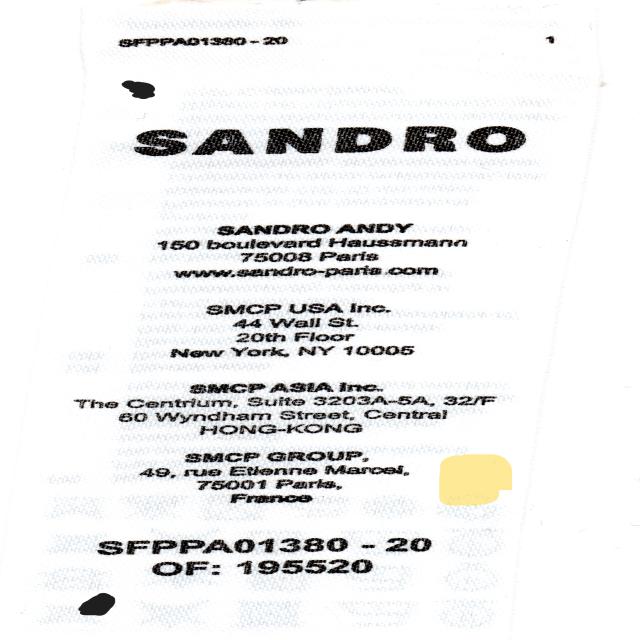 SFPPA01380 - 20 1
SANDRO
SANDRO ANDY
150 boulevard Haussmann
75008 Paris
www.sandro-paris.com
SMCP USA Inc.
44 Wall St.
20th Floor
New York, NY 10005
SMCP ASIA Inc.
The Centrium, Suite 3203A-5A, 32/F
60 Wyndham Street, Central
HONG-KONG
SMCP GROUP,
49, rue Etienne Marcel,
75001 Paris,
France
SFPPA01380 - 20
OF: 195520